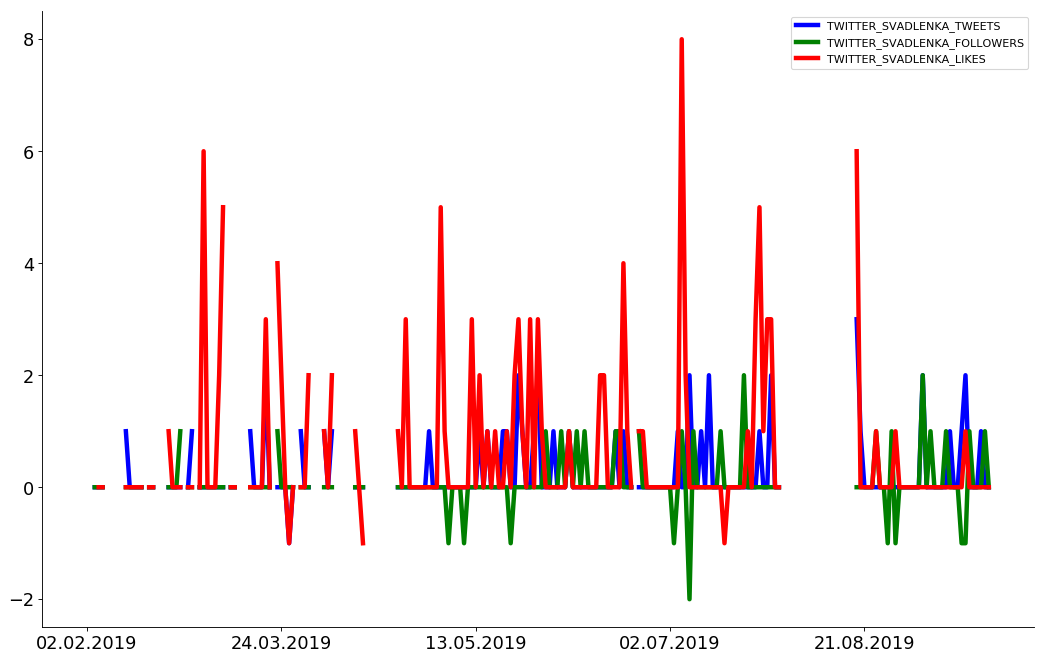 TWITTER_SVADLENKA_TWEETS
TWITTER_SVADLENKA_FOLLOWERS
TWITTER_SVADLENKA_LIKES
8
6
4
2
0
−2
02.02.2019 24.03.2019 13.05.2019 02.07.2019 21.08.2019